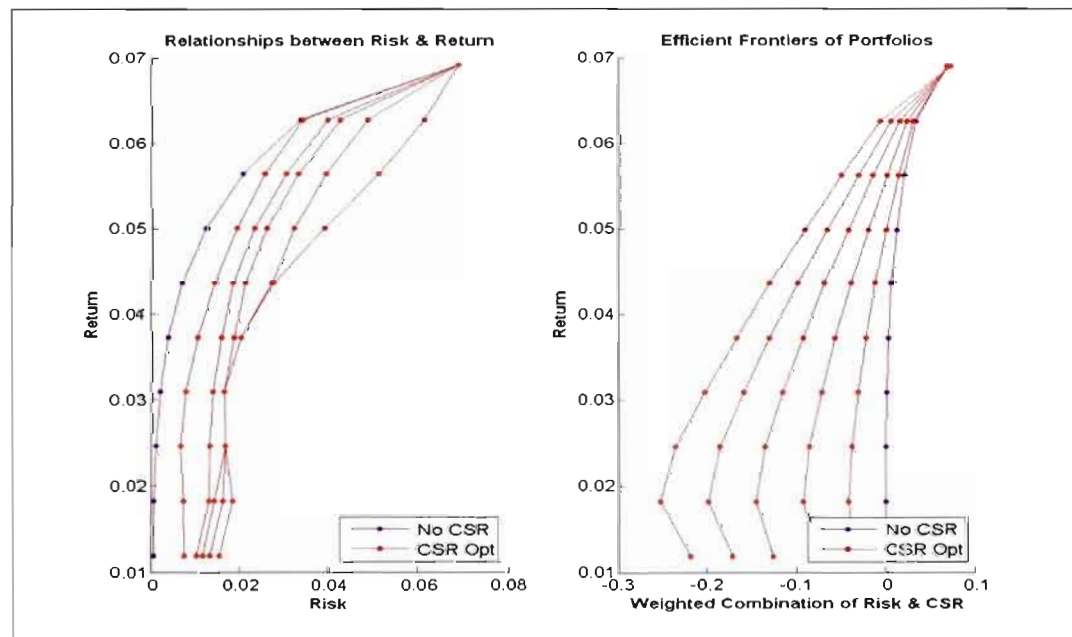 Relationships between Risk & Return
0.07
0.06
0.05
0.04
0.03
0.02
0.01
Return
0
0.02
0.04
0.06
0.08
Risk
No CSR
CSR Opt
Efficient Frontiers of Portfolios
0.07
0.06
0.05
0.04
0.03
0.02
0.01
Return
-0.3
-0.2
-0.1
0
0.1
Weighted Combination of Risk & CSR
No CSR
CSR Opt